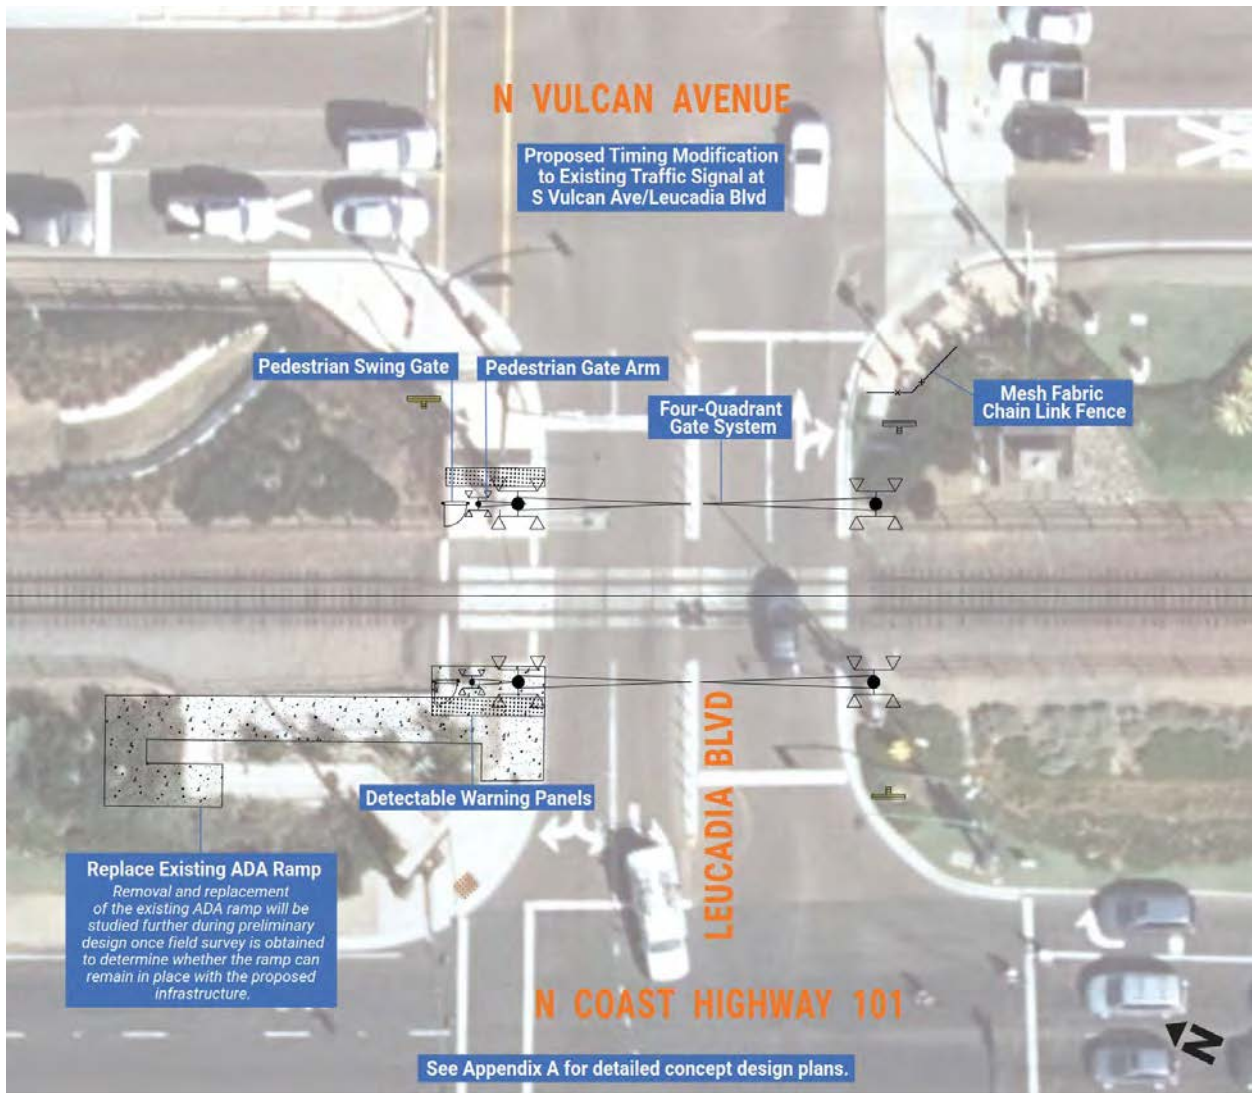 N VULCAN AVENUE
Proposed Timing Modification
to Existing Traffic Signal at
S Vulcan Ave/Leucadia Blvd
Pedestrian Swing Gate
Pedestrian Gate Arm
Four-Quadrant
Gate System
Mesh Fabric
Chain Link Fence
LEUCADIA BLVD
Detectable Warning Panels
Replace Existing ADA Ramp
Removal and replacement
of the existing ADA ramp will be
studied further during preliminary
design once field survey is obtained
to determine whether the ramp can
remain in place with the proposed
infrastructure.
N COAST HIGHWAY 101
N
See Appendix A for detailed concept design plans.